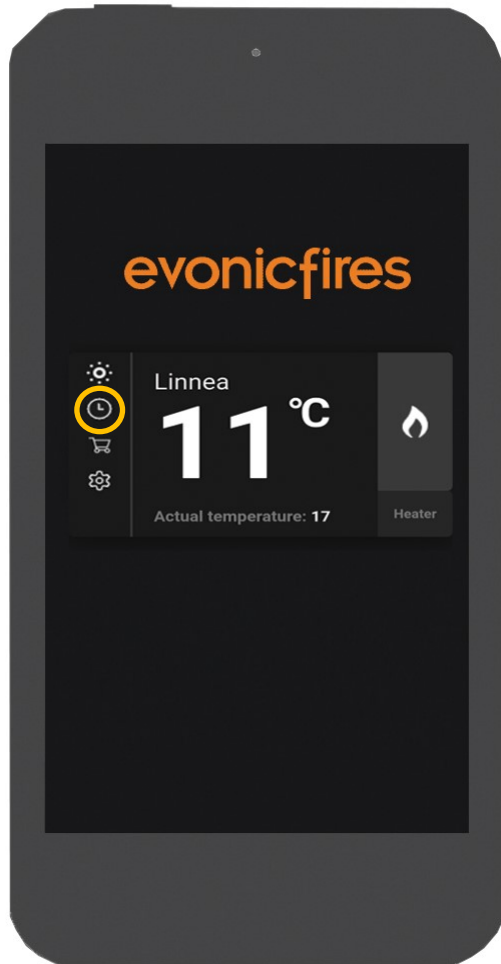 evonicfires
Linnea
11 °C
Actual temperature: 17
Heater